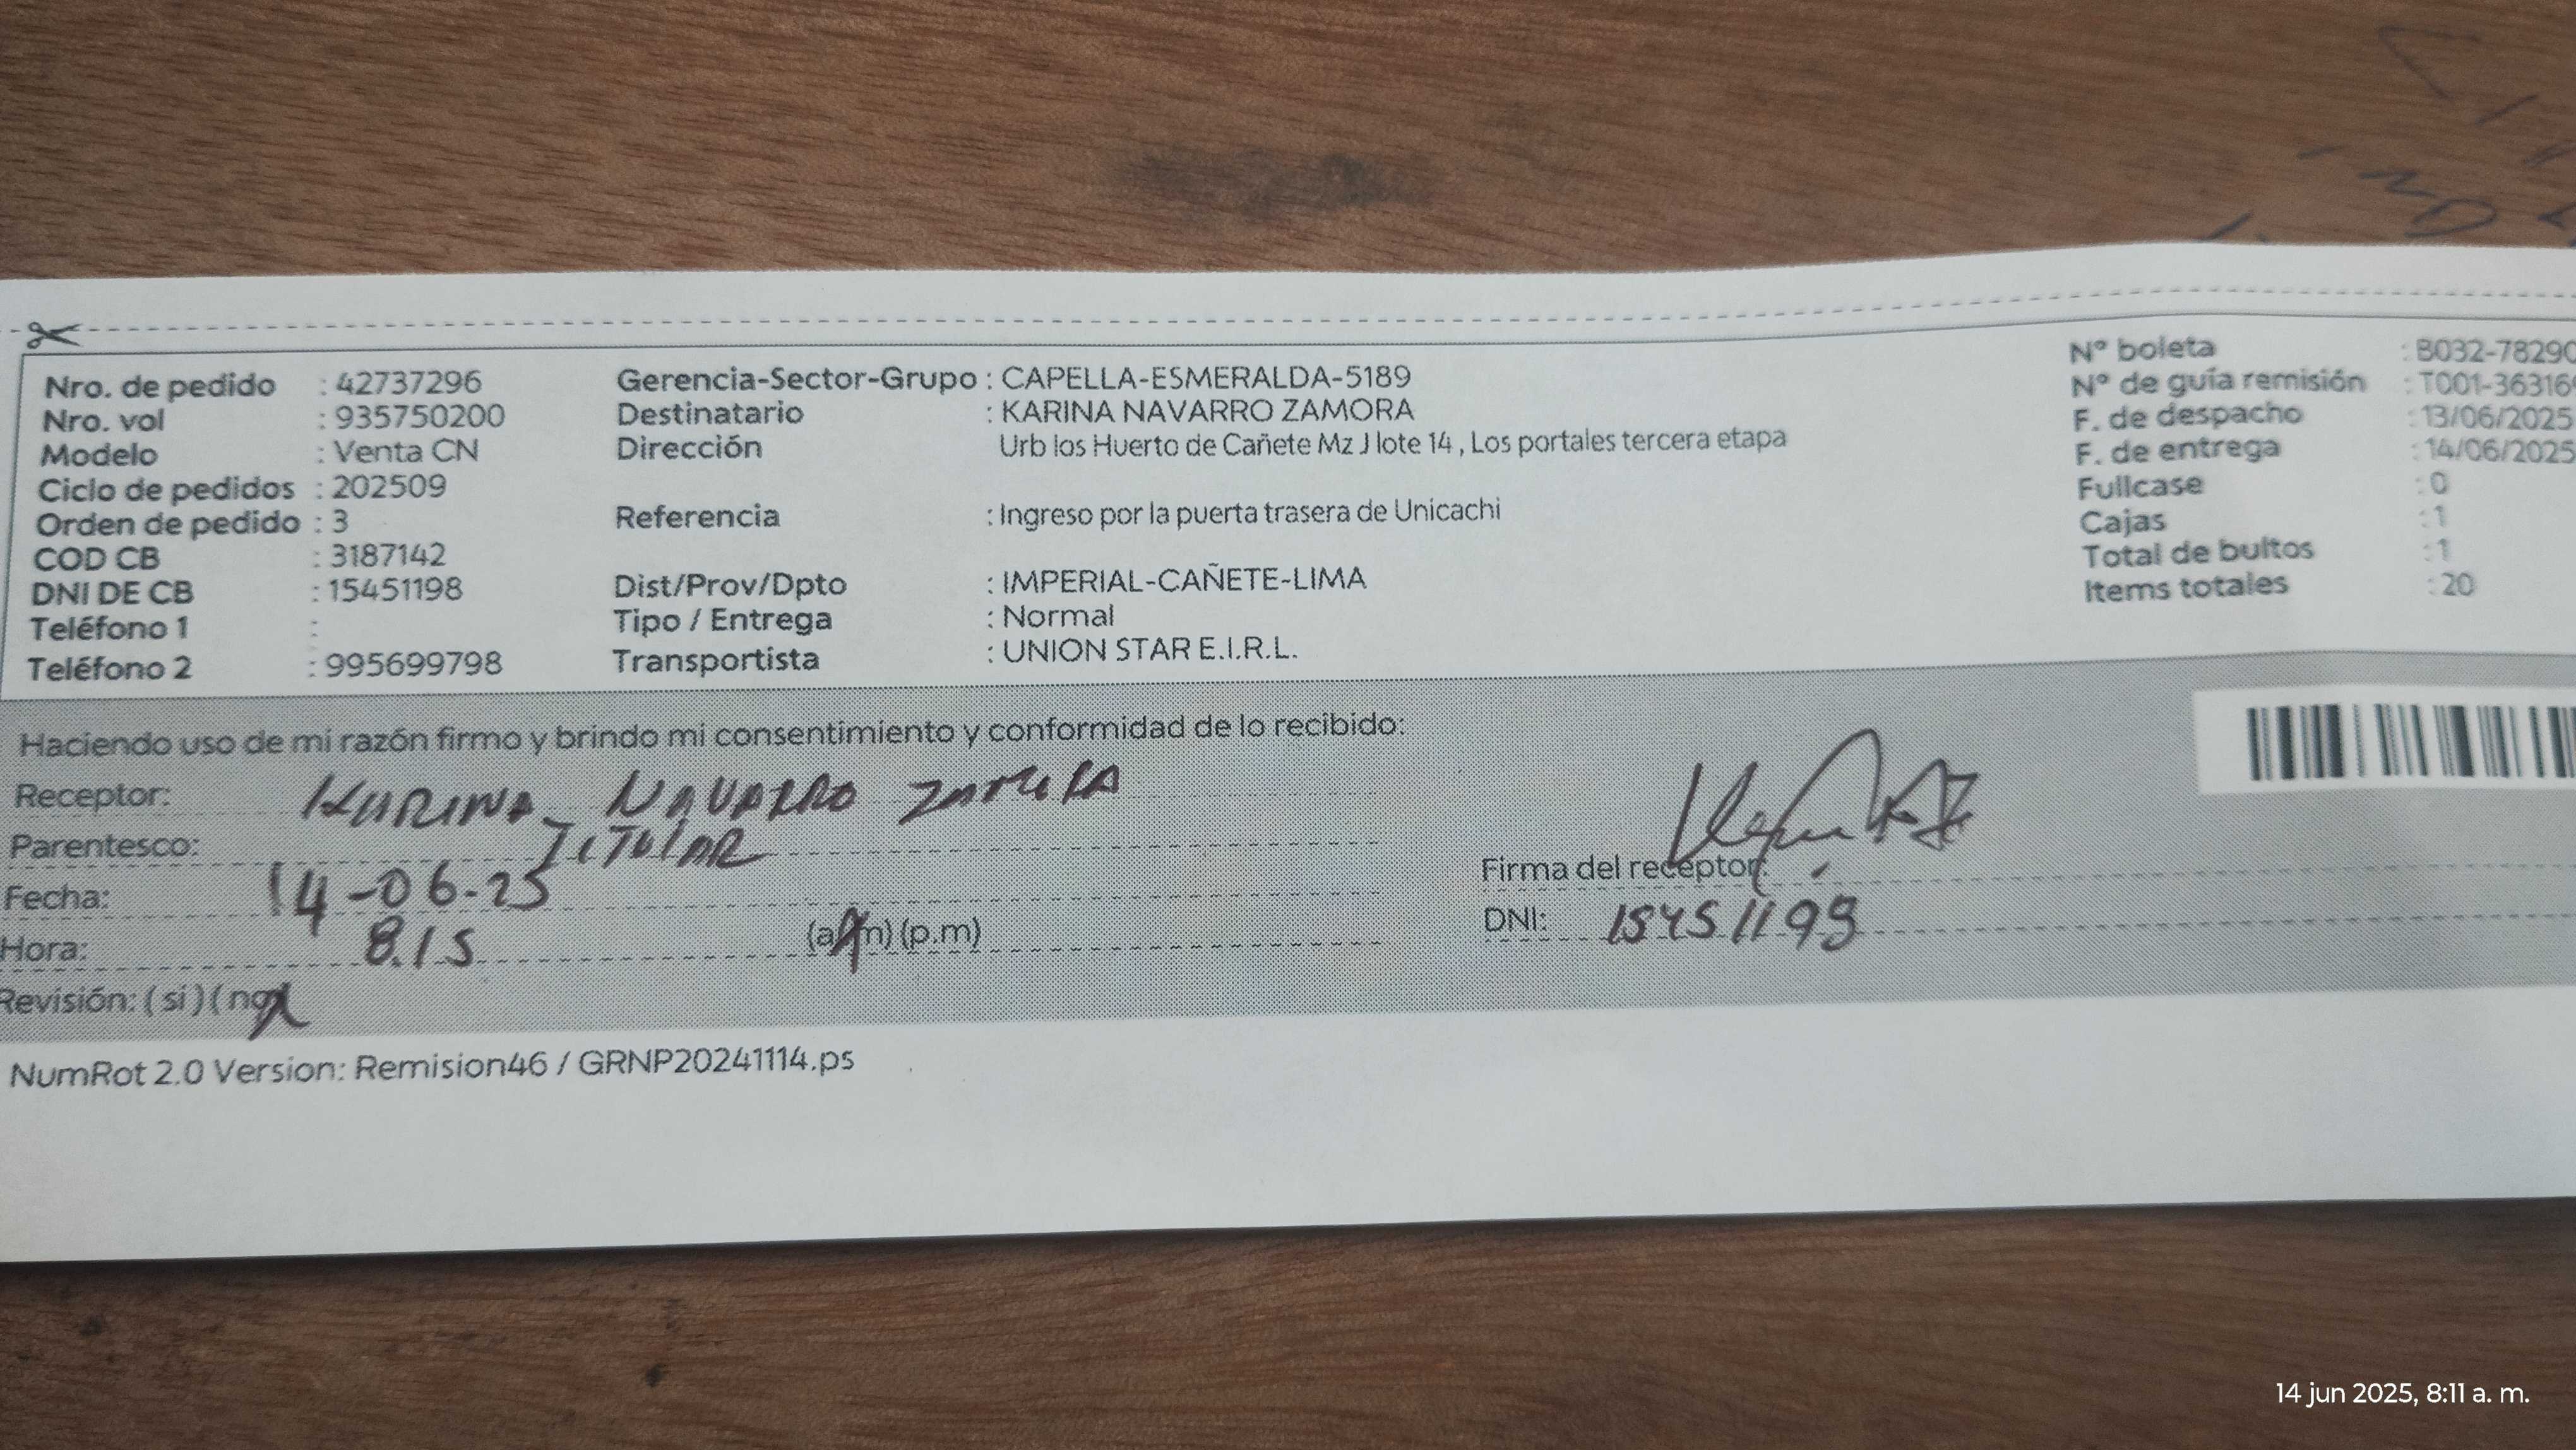 Nro. de pedido : 42737296
Nro. vol : 935750200
Modelo : Venta CN
Ciclo de pedidos : 202509
Orden de pedido : 3
COD CB : 3187142
DNI DE CB : 15451198
Teléfono 1 :
Teléfono 2 : 995699798
Gerencia-Sector-Grupo : CAPELLA-ESMERALDA-5189
Destinatario : KARINA NAVARRO ZAMORA
Dirección Urb los Huerto de Cañete Mz J lote 14 , Los portales tercera etapa
Referencia : Ingreso por la puerta trasera de Unicachi
Dist/Prov/Dpto : IMPERIAL-CAÑETE-LIMA
Tipo / Entrega : Normal
Transportista : UNION STAR E.I.R.L.
Nº boleta : B032-7829
Nº de guía remisión : T001-36316
F. de despacho : 13/06/2025
F. de entrega : 14/06/2025
Fullcase : 0
Cajas : 1
Total de bultos : 1
Items totales : 20
Haciendo uso de mi razón firmo y brindo mi consentimiento y conformidad de lo recibido:
Receptor: KARINA NAVARRO ZAMORA
Parentesco: TITULAR
Fecha: 14-06-25
Hora: 8.15 (a.m) (p.m)
Revisión: ( si ) ( no )
Firma del receptor:
DNI: 15451198
NumRot 2.0 Version: Remision46 / GRNP20241114.ps
14 jun 2025, 8:11 a. m.